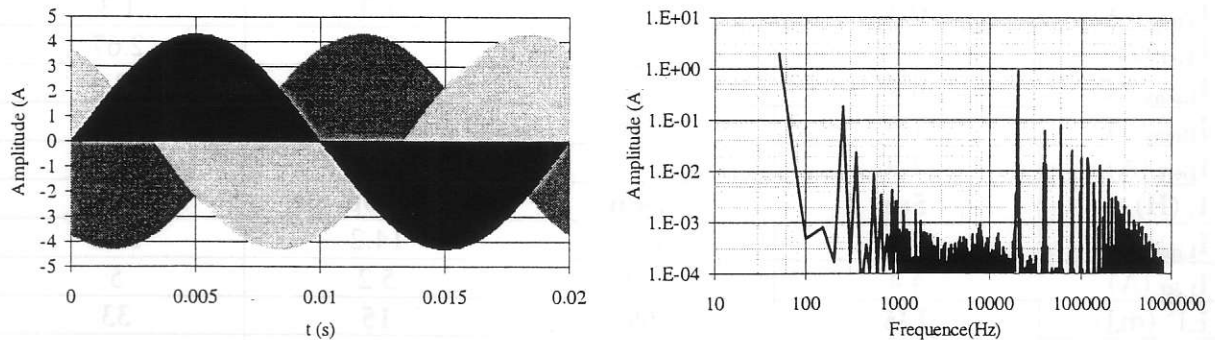 Amplitude (A
5
4
3
2
1
0
-1
-2
-3
-4
-5
0 0.005 0.01 0.015 0.02
t (s)
Amplitude (A
1.E+01
1.E+00
1.E-01
1.E-02
1.E-03
1.E-04
10 100 1000 10000 100000 1000000
Frequence(Hz)